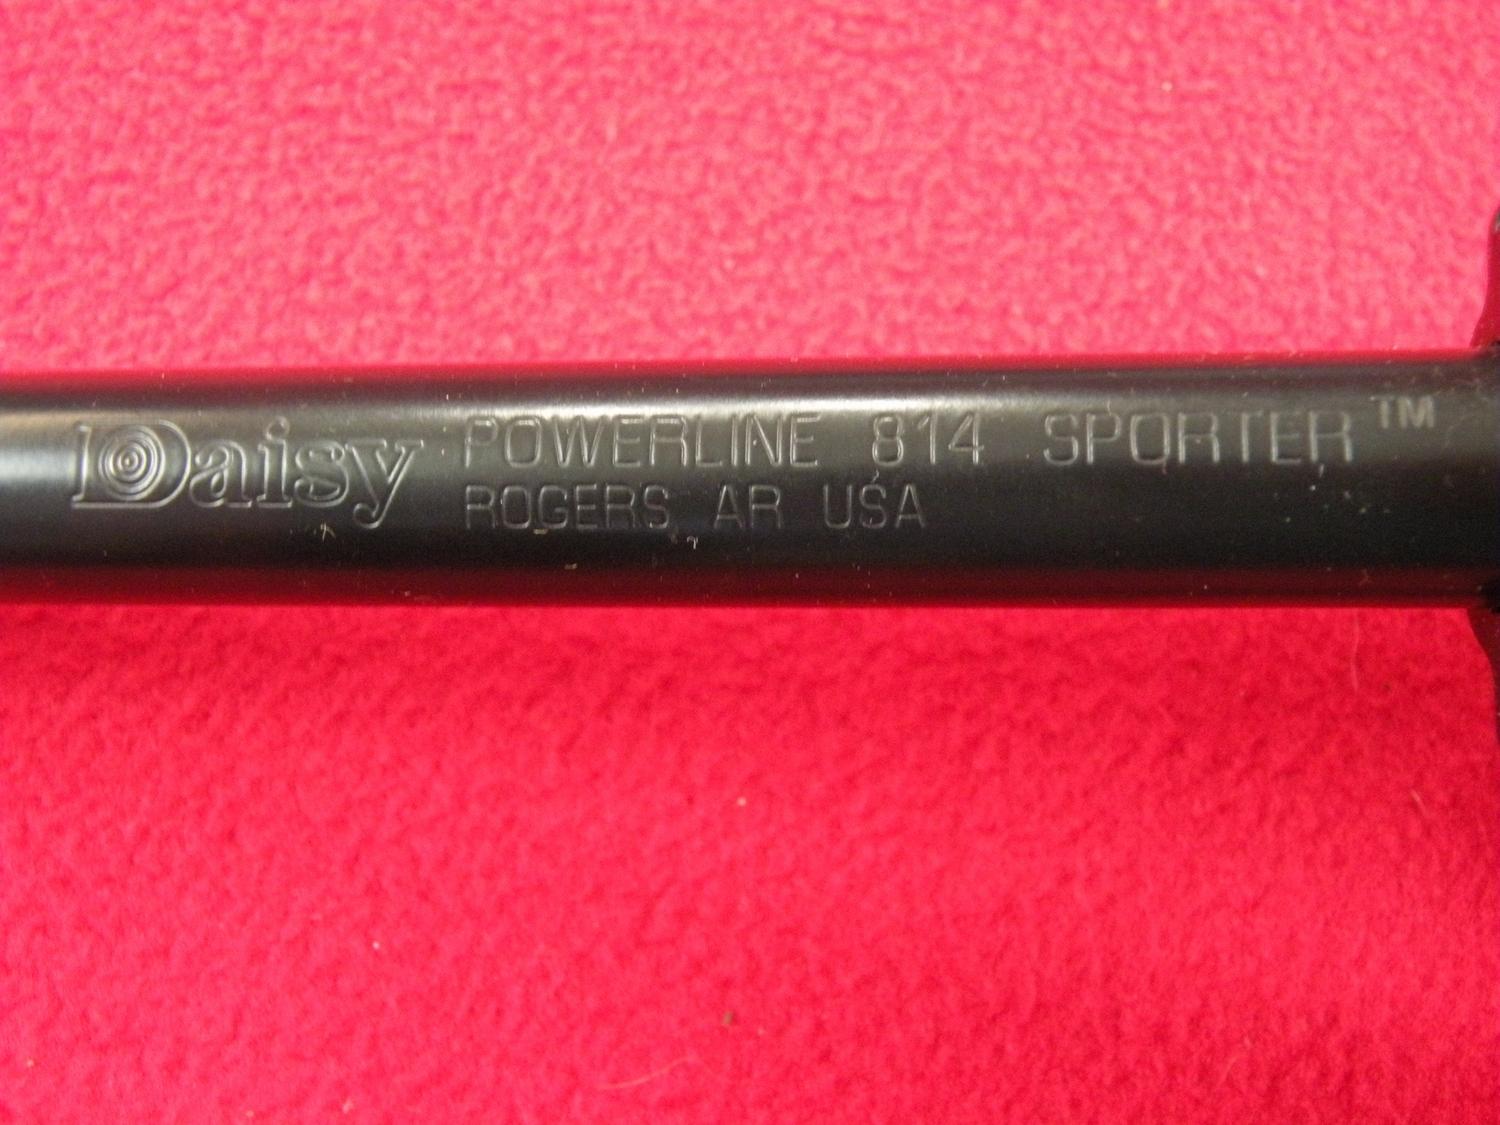 Daisy POWERLINE 814 SPORTER™
ROGERS, AR USA